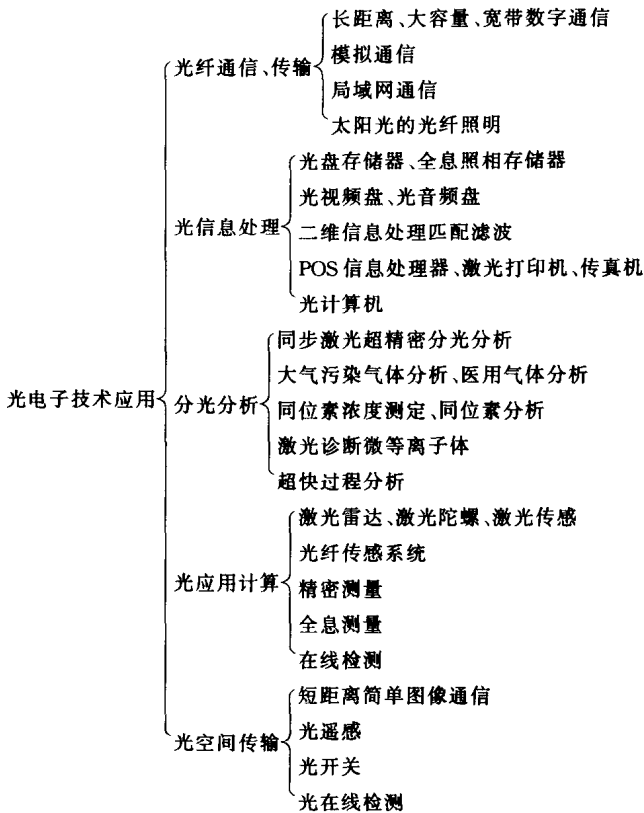 光电子技术应用
光纤通信、传输
长距离、大容量、宽带数字通信
模拟通信
局域网通信
太阳光的光纤照明
光信息处理
光盘存储器、全息照相存储器
光视频盘、光音频盘
二维信息处理匹配滤波
POS信息处理器、激光打印机、传真机
光计算机
分光分析
同步激光超精密分光分析
大气污染气体分析、医用气体分析
同位素浓度测定、同位素分析
激光诊断微等离子体
超快过程分析
光应用计算
激光雷达、激光陀螺、激光传感
光纤传感系统
精密测量
全息测量
在线检测
光空间传输
短距离简单图像通信
光遥感
光开关
光在线检测